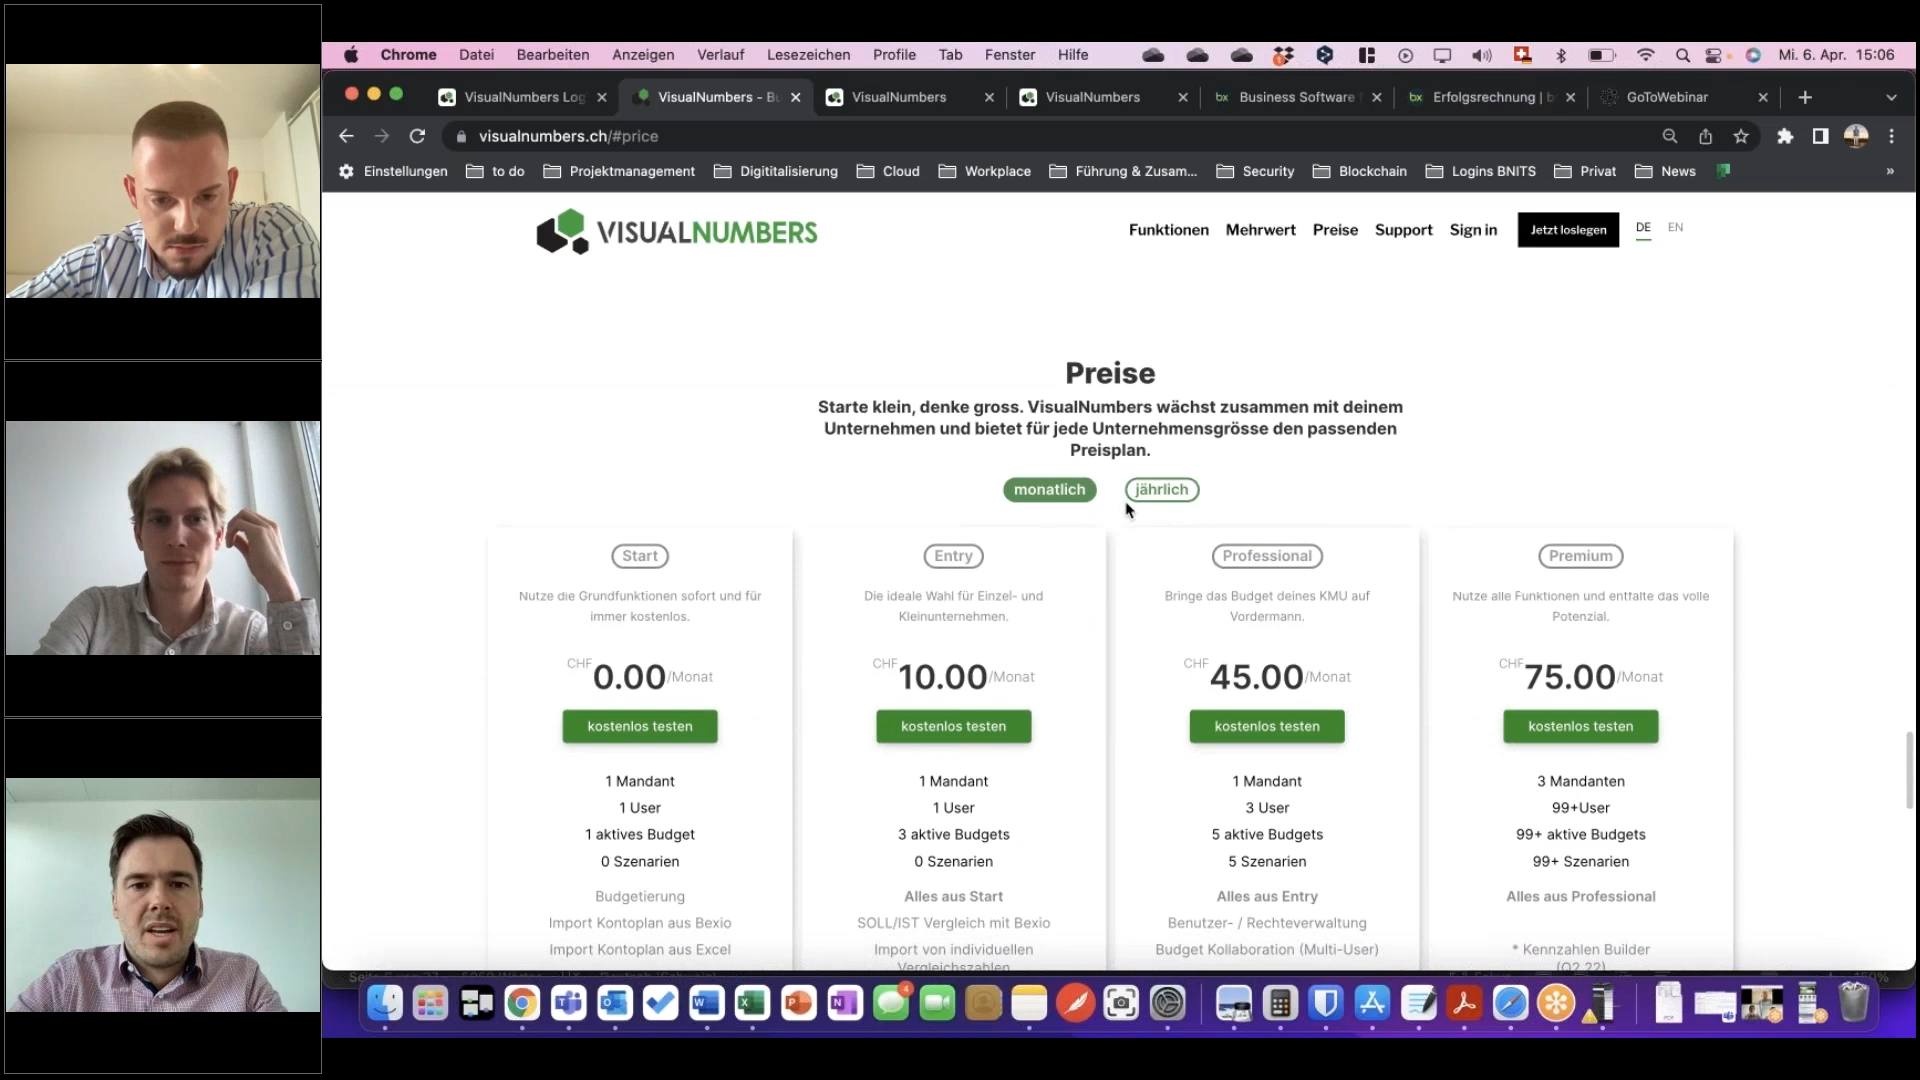 Chrome Datei Bearbeiten Anzeigen Verlauf Lesezeichen Profile Tab Fenster Hilfe Mi. 6. Apr. 15:06
VisualNumbers Log VisualNumbers - Bu VisualNumbers VisualNumbers bx Business Software bx Erfolgsrechnung | b GoToWebinar
visualnumbers.ch/#price
Einstellungen to do Projektmanagement Digititalisierung Cloud Workplace Führung & Zusam... Security Blockchain Logins BNITS Privat News »
VISUALNUMBERS Funktionen Mehrwert Preise Support Sign in Jetzt loslegen DE EN
Preise
Starte klein, denke gross. VisualNumbers wächst zusammen mit deinem
Unternehmen und bietet für jede Unternehmensgrösse den passenden
Preisplan.
monatlich jährlich
Start
Nutze die Grundfunktionen sofort und für
immer kostenlos.
CHF 0.00/Monat
kostenlos testen
1 Mandant
1 User
1 aktives Budget
0 Szenarien
Budgetierung
Import Kontoplan aus Bexio
Import Kontoplan aus Excel
Entry
Die ideale Wahl für Einzel- und
Kleinunternehmen.
CHF 10.00/Monat
kostenlos testen
1 Mandant
1 User
3 aktive Budgets
0 Szenarien
Alles aus Start
SOLL/IST Vergleich mit Bexio
Import von individuellen
Vergleichszahlen
Professional
Bringe das Budget deines KMU auf
Vordermann.
CHF 45.00/Monat
kostenlos testen
1 Mandant
3 User
5 aktive Budgets
5 Szenarien
Alles aus Entry
Benutzer- / Rechteverwaltung
Budget Kollaboration (Multi-User)
Premium
Nutze alle Funktionen und entfalte das volle
Potenzial.
CHF 75.00/Monat
kostenlos testen
3 Mandanten
99+User
99+ aktive Budgets
99+ Szenarien
Alles aus Professional
* Kennzahlen Builder
(Q2 22)
4